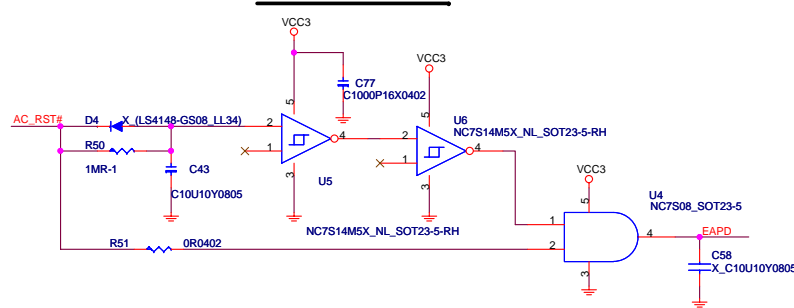 VCC3
VCC3
C77
C1000P16X0402
AC_RST#
D4
X_(LS4148-GS08_LL34)
5
2
4
1
3
U5
U6
NC7S14M5X_NL_SOT23-5-RH
5
2
4
1
3
R50
1MR-1
C43
C10U10Y0805
NC7S14M5X_NL_SOT23-5-RH
VCC3
U4
NC7S08_SOT23-5
5
1
2
4
3
EAPD
R51
0R0402
C58
X_C10U10Y0805